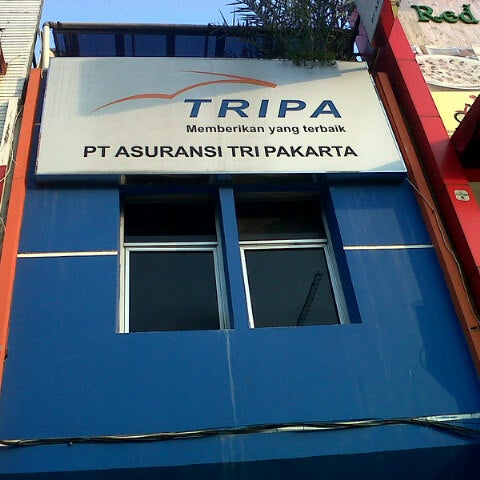 TRIPA
Memberikan yang terbaik
PT ASURANSI TRI PAKARTA
Red